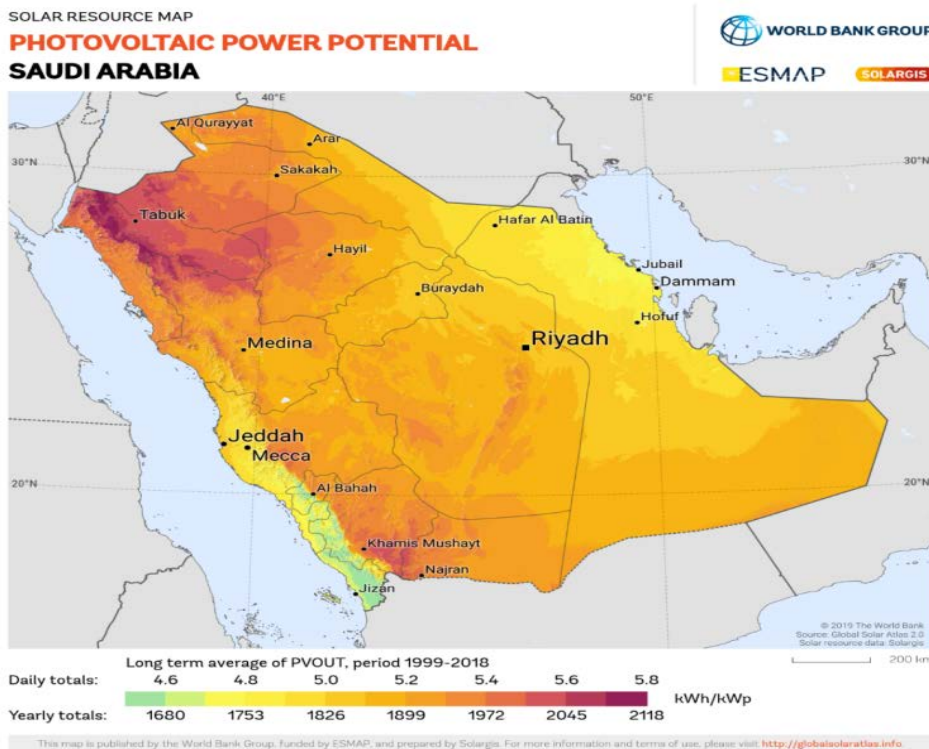 SOLAR RESOURCE MAP
PHOTOVOLTAIC POWER POTENTIAL
SAUDI ARABIA
WORLD BANK GROUP
ESMAP
SOLARGIS
40°E
50°E
Al Qurayyat
Arar
30°N
30°N
Sakakah
Tabuk
Hafar Al Batin
Hayil
Jubail
Buraydah
Dammam
Hofuf
Medina
Riyadh
Jeddah
Mecca
20°N
20°N
Al Bahah
Khamis Mushayt
Najran
Jizan
© 2019 The World Bank
Source: Global Solar Atlas 2.0
Solar resource data: Solargis
200 km
Long term average of PVOUT, period 1999-2018
Daily totals: 4.6 4.8 5.0 5.2 5.4 5.6 5.8
kWh/kWp
Yearly totals: 1680 1753 1826 1899 1972 2045 2118
This map is published by the World Bank Group, funded by ESMAP, and prepared by Solargis. For more information and terms of use, please visit http://globalsolaratlas.info.